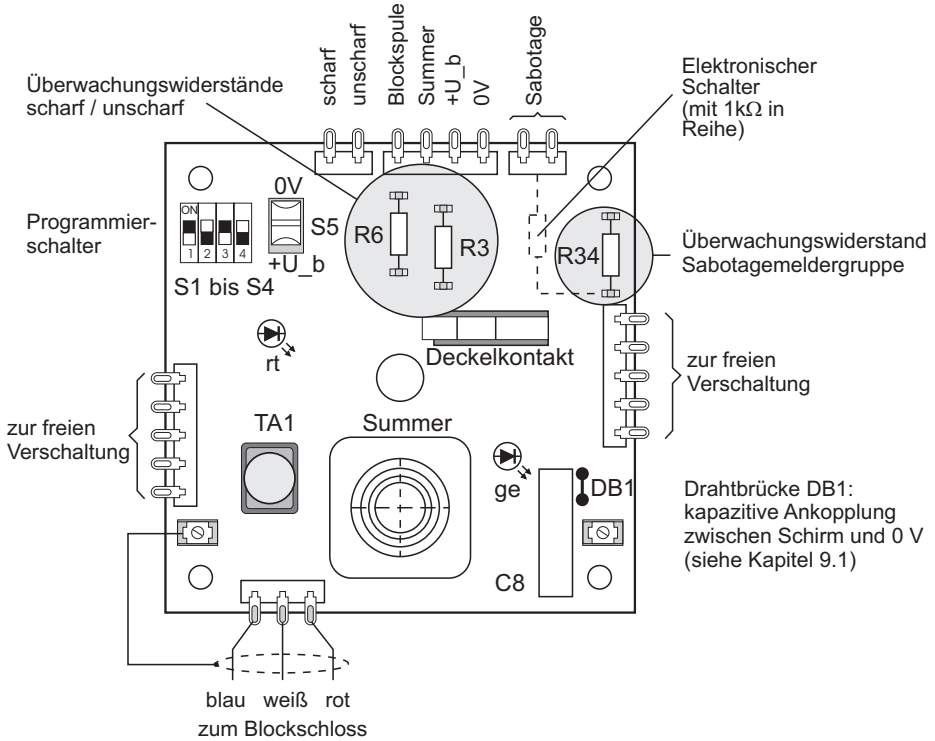 scharf
unscharf
Blockspule
Summer
+U_b
0V
Sabotage
Überwachungswiderstände
scharf / unscharf
Elektronischer
Schalter
(mit 1kΩ in
Reihe)
Programmier-
schalter
ON
1 2 3 4
S1 bis S4
0V
S5
+U_b
R6
R3
R34
Überwachungswiderstand
Sabotagemeldergruppe
rt
Deckelkontakt
zur freien
Verschaltung
zur freien
Verschaltung
TA1
Summer
ge
DB1
C8
Drahtbrücke DB1:
kapazitive Ankopplung
zwischen Schirm und 0 V
(siehe Kapitel 9.1)
blau weiß rot
zum Blockschloss